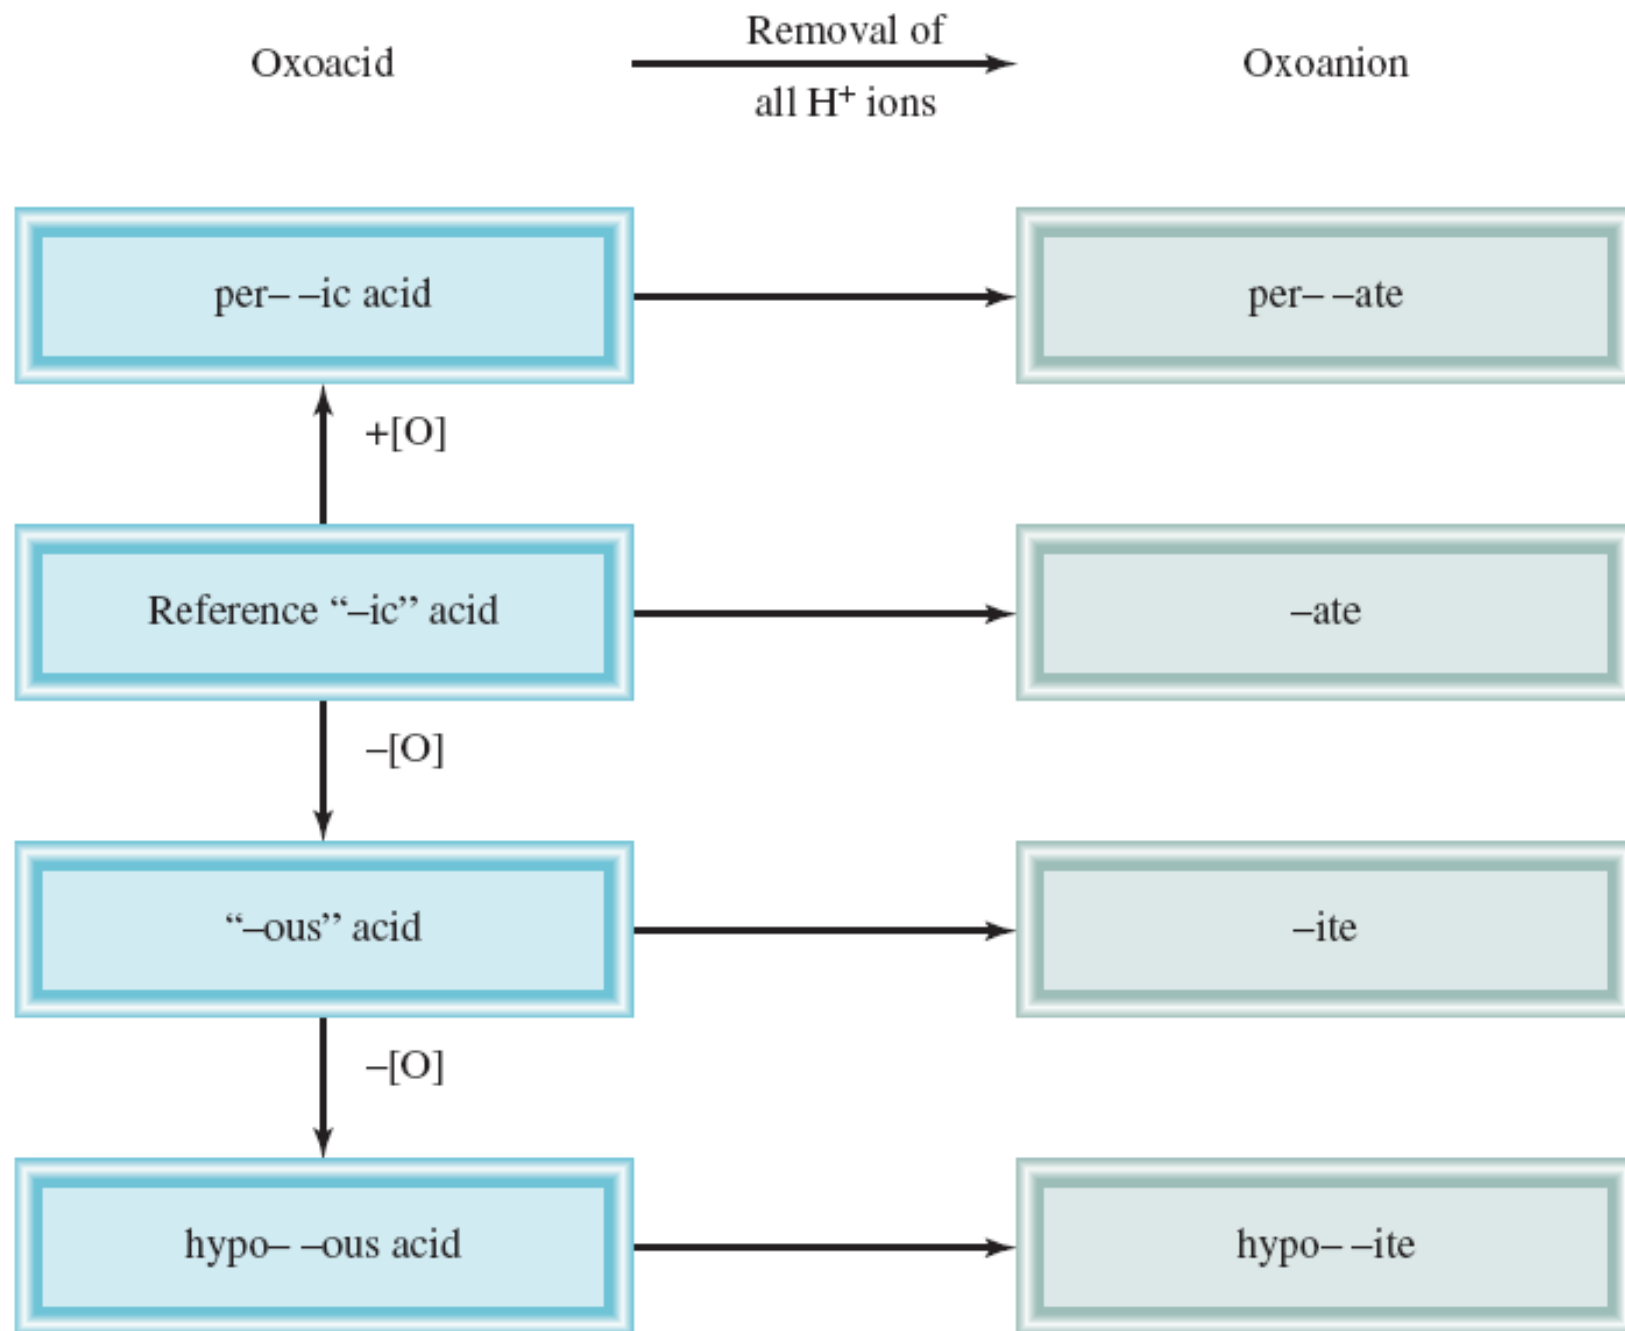 Oxoacid
Removal of
all H⁺ ions
Oxoanion
per– –ic acid
per– –ate
+[O]
Reference “–ic” acid
–ate
–[O]
“–ous” acid
–ite
–[O]
hypo– –ous acid
hypo– –ite